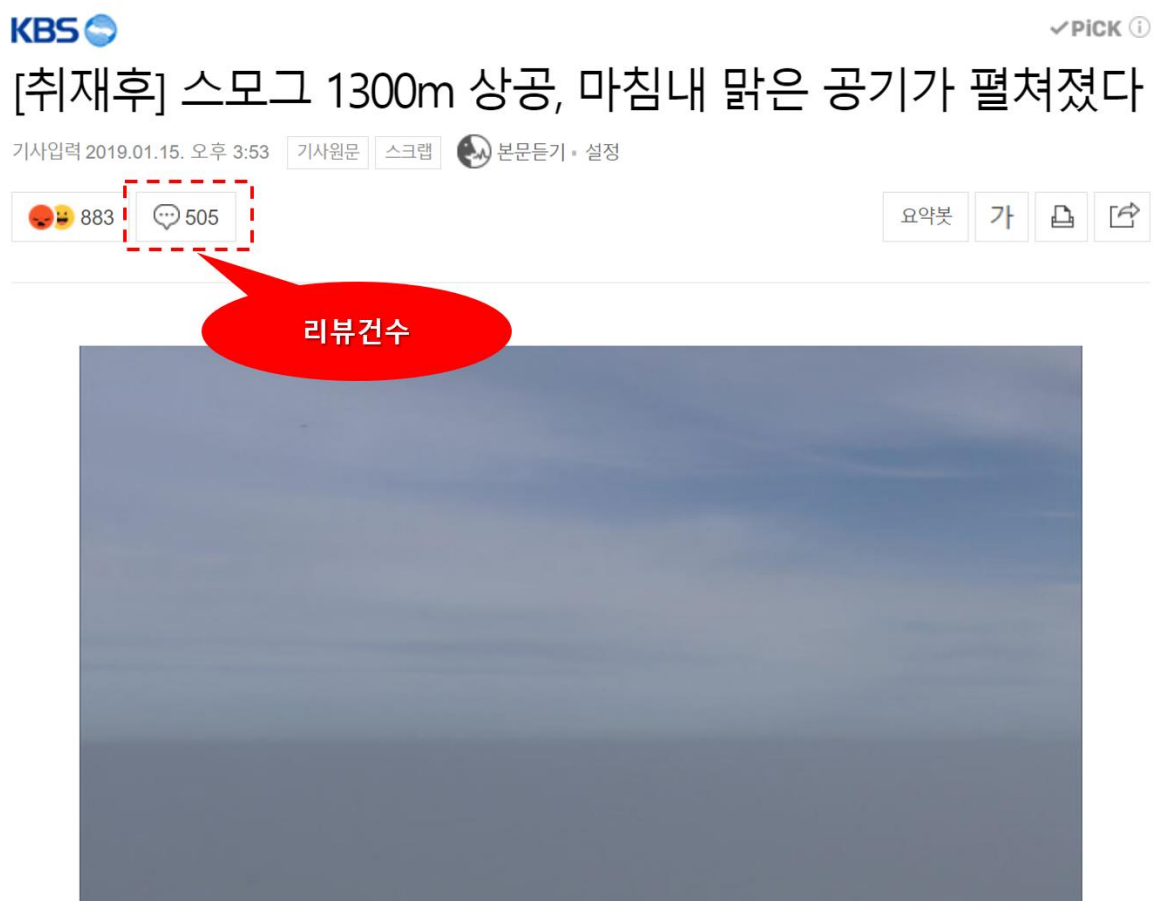 KBS
✓PiCK ⓘ
[취재후] 스모그 1300m 상공, 마침내 맑은 공기가 펼쳐졌다
기사입력 2019.01.15. 오후 3:53 기사원문 스크랩 본문듣기 · 설정
883 505 요약봇 가
리뷰건수